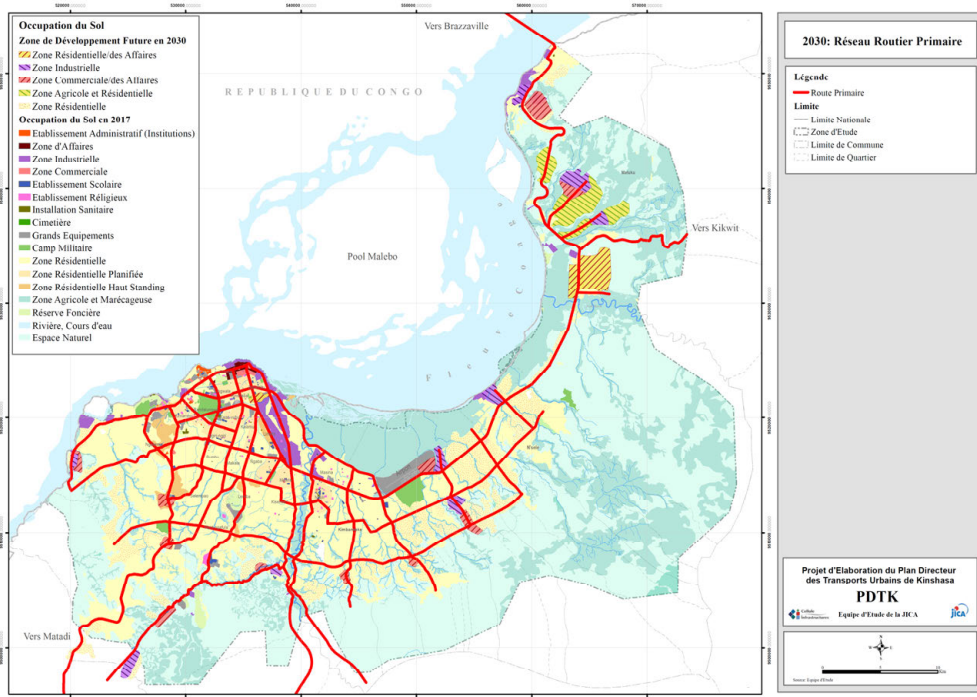 Occupation du Sol
Zone de Développement Future en 2030
Zone Résidentielle/des Affaires
Zone Industrielle
Zone Commerciale/des Affaires
Zone Agricole et Résidentielle
Zone Résidentielle
Occupation du Sol en 2017
Etablissement Administratif (Institutions)
Zone d'Affaires
Zone Industrielle
Zone Commerciale
Etablissement Scolaire
Etablissement Réligieux
Installation Sanitaire
Cimetière
Grands Equipements
Camp Militaire
Zone Résidentielle
Zone Résidentielle Planifiée
Zone Résidentielle Haut Standing
Zone Agricole et Marécageuse
Réserve Foncière
Rivière, Cours d'eau
Espace Naturel
Vers Brazzaville
REPUBLIQUE DU CONGO
Pool Malebo
Fleuve Congo
Vers Kikwit
Vers Matadi
2030: Réseau Routier Primaire
Légende
Route Primaire
Limite
Limite Nationale
Zone d'Etude
Limite de Commune
Limite de Quartier
Projet d'Elaboration du Plan Directeur
des Transports Urbains de Kinshasa
PDTK
Equipe d'Etude de la JICA
JICA
Source: Equipe d'Etude